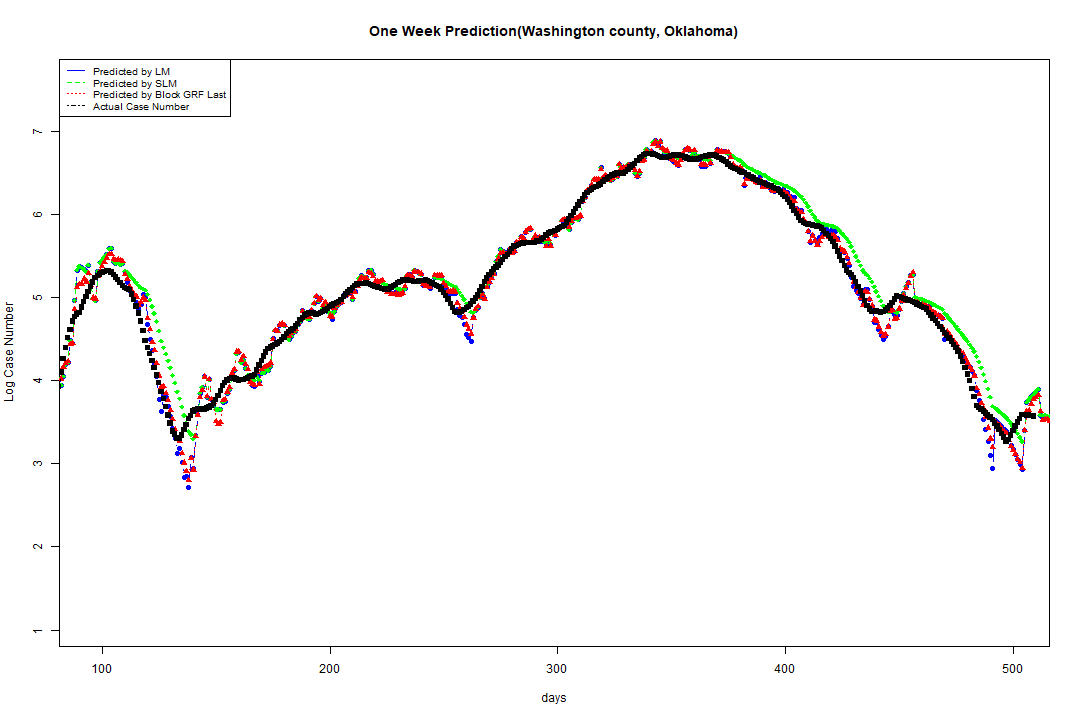 One Week Prediction(Washington county, Oklahoma)
Predicted by LM
Predicted by SLM
Predicted by Block GRF Last
Actual Case Number
7
6
5
4
3
2
1
Log Case Number
100 200 300 400 500
days